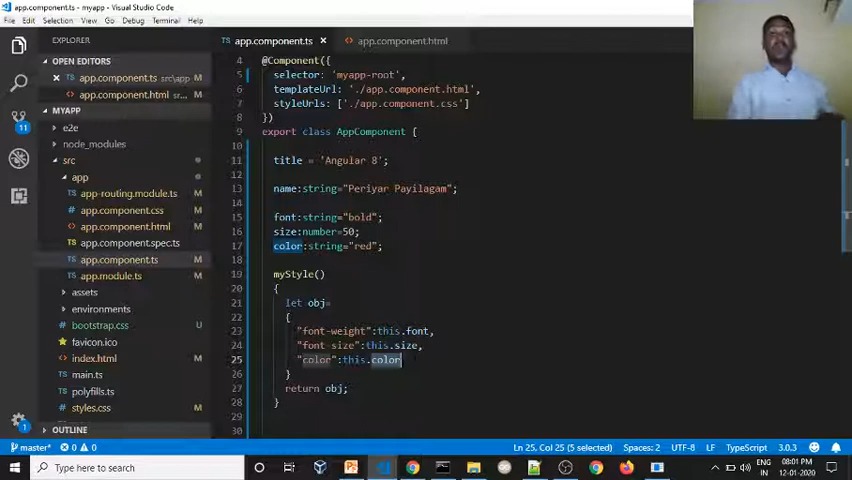 app.component.ts - myapp - Visual Studio Code
File Edit Selection View Go Debug Terminal Help
EXPLORER
app.component.ts
app.component.html
OPEN EDITORS
app.component.ts src\app
M
app.component.html src\...
M
MYAPP
e2e
node_modules
src
app
app-routing.module.ts M
app.component.css M
app.component.html M
app.component.spec.ts M
app.component.ts M
app.module.ts M
assets
environments
bootstrap.css U
favicon.ico
index.html M
main.ts
polyfills.ts
styles.css M
OUTLINE
11
1
4 @Component({
5 selector: 'myapp-root',
6 templateUrl: './app.component.html',
7 styleUrls: ['./app.component.css']
8 })
9 export class AppComponent {
10
11 title = 'Angular 8';
12
13 name:string="Periyar Payilagam";
14
15 font:string="bold";
16 size:number=50;
17 color:string="red";
18
19 myStyle()
20 {
21 let obj=
22 {
23 "font-weight":this.font,
24 "font-size":this.size,
25 "color":this.color
26 }
27 return obj;
28 }
29
30
master* 0 0
Ln 25, Col 25 (5 selected) Spaces: 2 UTF-8 LF TypeScript 3.0.3
Type here to search
ENG
IN
08:01 PM
12-01-2020